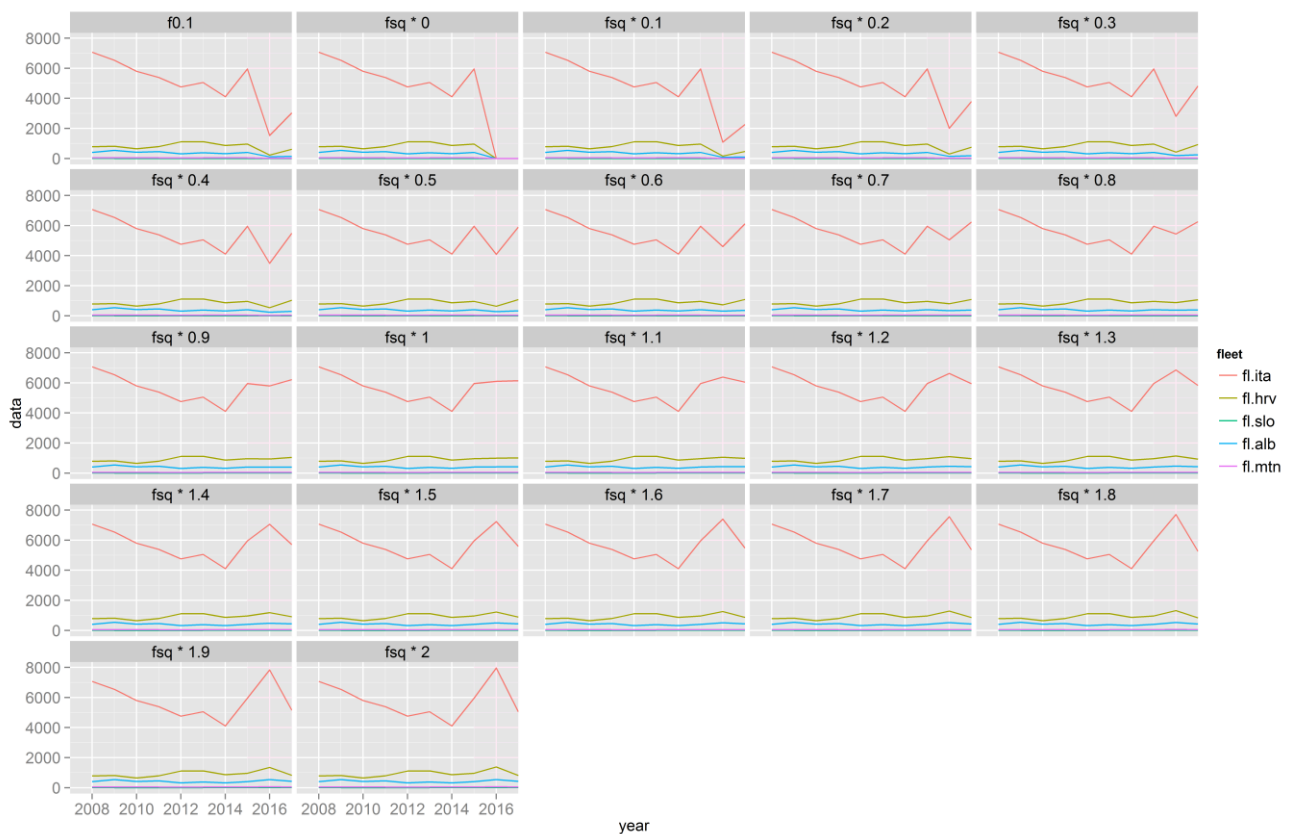 f0.1 fsq * 0 fsq * 0.1 fsq * 0.2 fsq * 0.3
8000
6000
4000
2000
0
fsq * 0.4 fsq * 0.5 fsq * 0.6 fsq * 0.7 fsq * 0.8
8000
6000
4000
2000
0
fsq * 0.9 fsq * 1 fsq * 1.1 fsq * 1.2 fsq * 1.3
8000
6000
4000
2000
0
data
fleet
fl.ita
fl.hrv
fl.slo
fl.alb
fl.mtn
fsq * 1.4 fsq * 1.5 fsq * 1.6 fsq * 1.7 fsq * 1.8
8000
6000
4000
2000
0
fsq * 1.9 fsq * 2
8000
6000
4000
2000
0
2008 2010 2012 2014 2016 2008 2010 2012 2014 2016
year